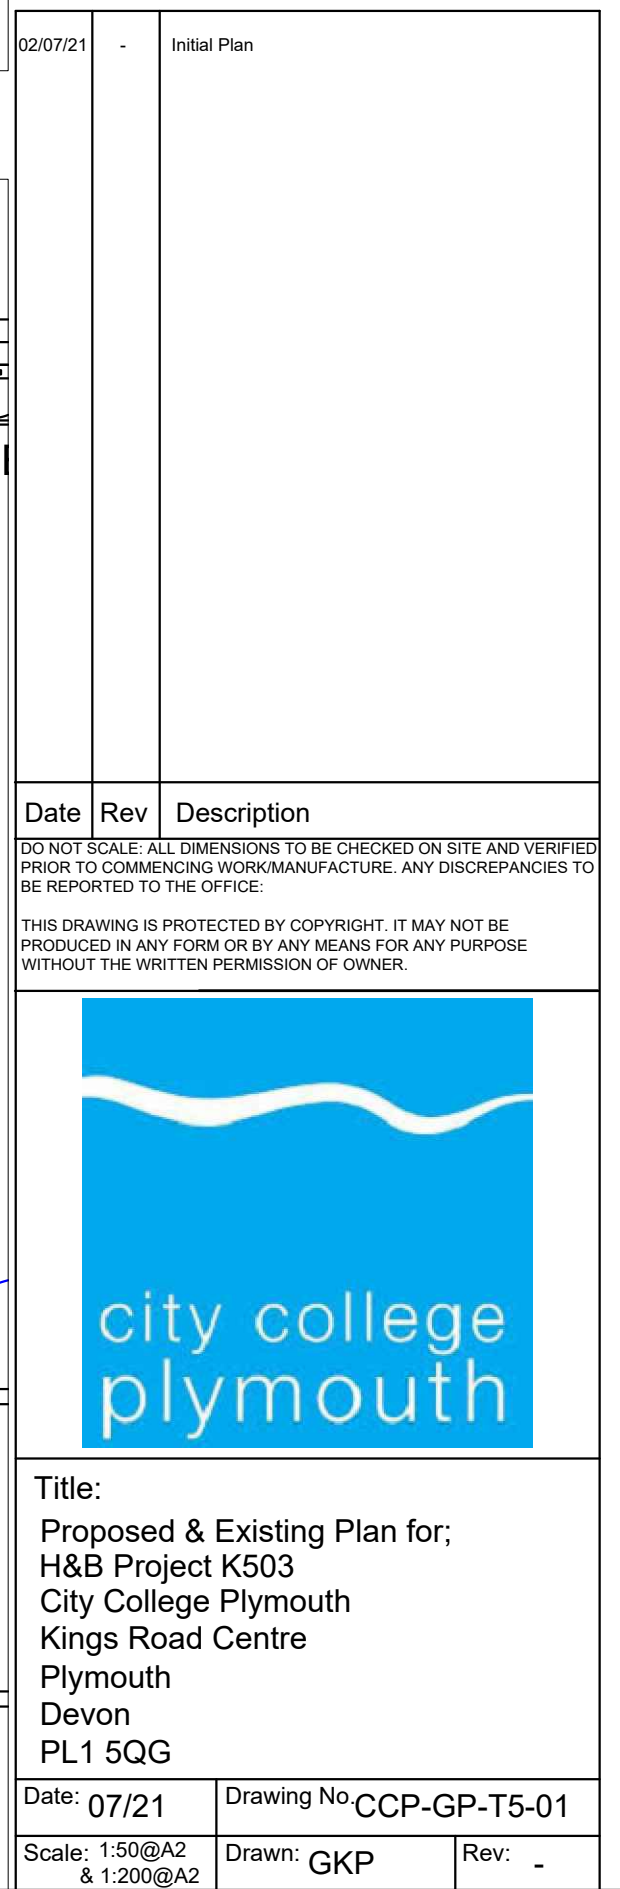 02/07/21 - Initial Plan
Date Rev Description
DO NOT SCALE: ALL DIMENSIONS TO BE CHECKED ON SITE AND VERIFIED
PRIOR TO COMMENCING WORK/MANUFACTURE. ANY DISCREPANCIES TO
BE REPORTED TO THE OFFICE:
THIS DRAWING IS PROTECTED BY COPYRIGHT. IT MAY NOT BE
PRODUCED IN ANY FORM OR BY ANY MEANS FOR ANY PURPOSE
WITHOUT THE WRITTEN PERMISSION OF OWNER.
city college
plymouth
Title:
Proposed & Existing Plan for;
H&B Project K503
City College Plymouth
Kings Road Centre
Plymouth
Devon
PL1 5QG
Date: 07/21 Drawing No. CCP-GP-T5-01
Scale: 1:50@A2
& 1:200@A2
Drawn: GKP Rev: -